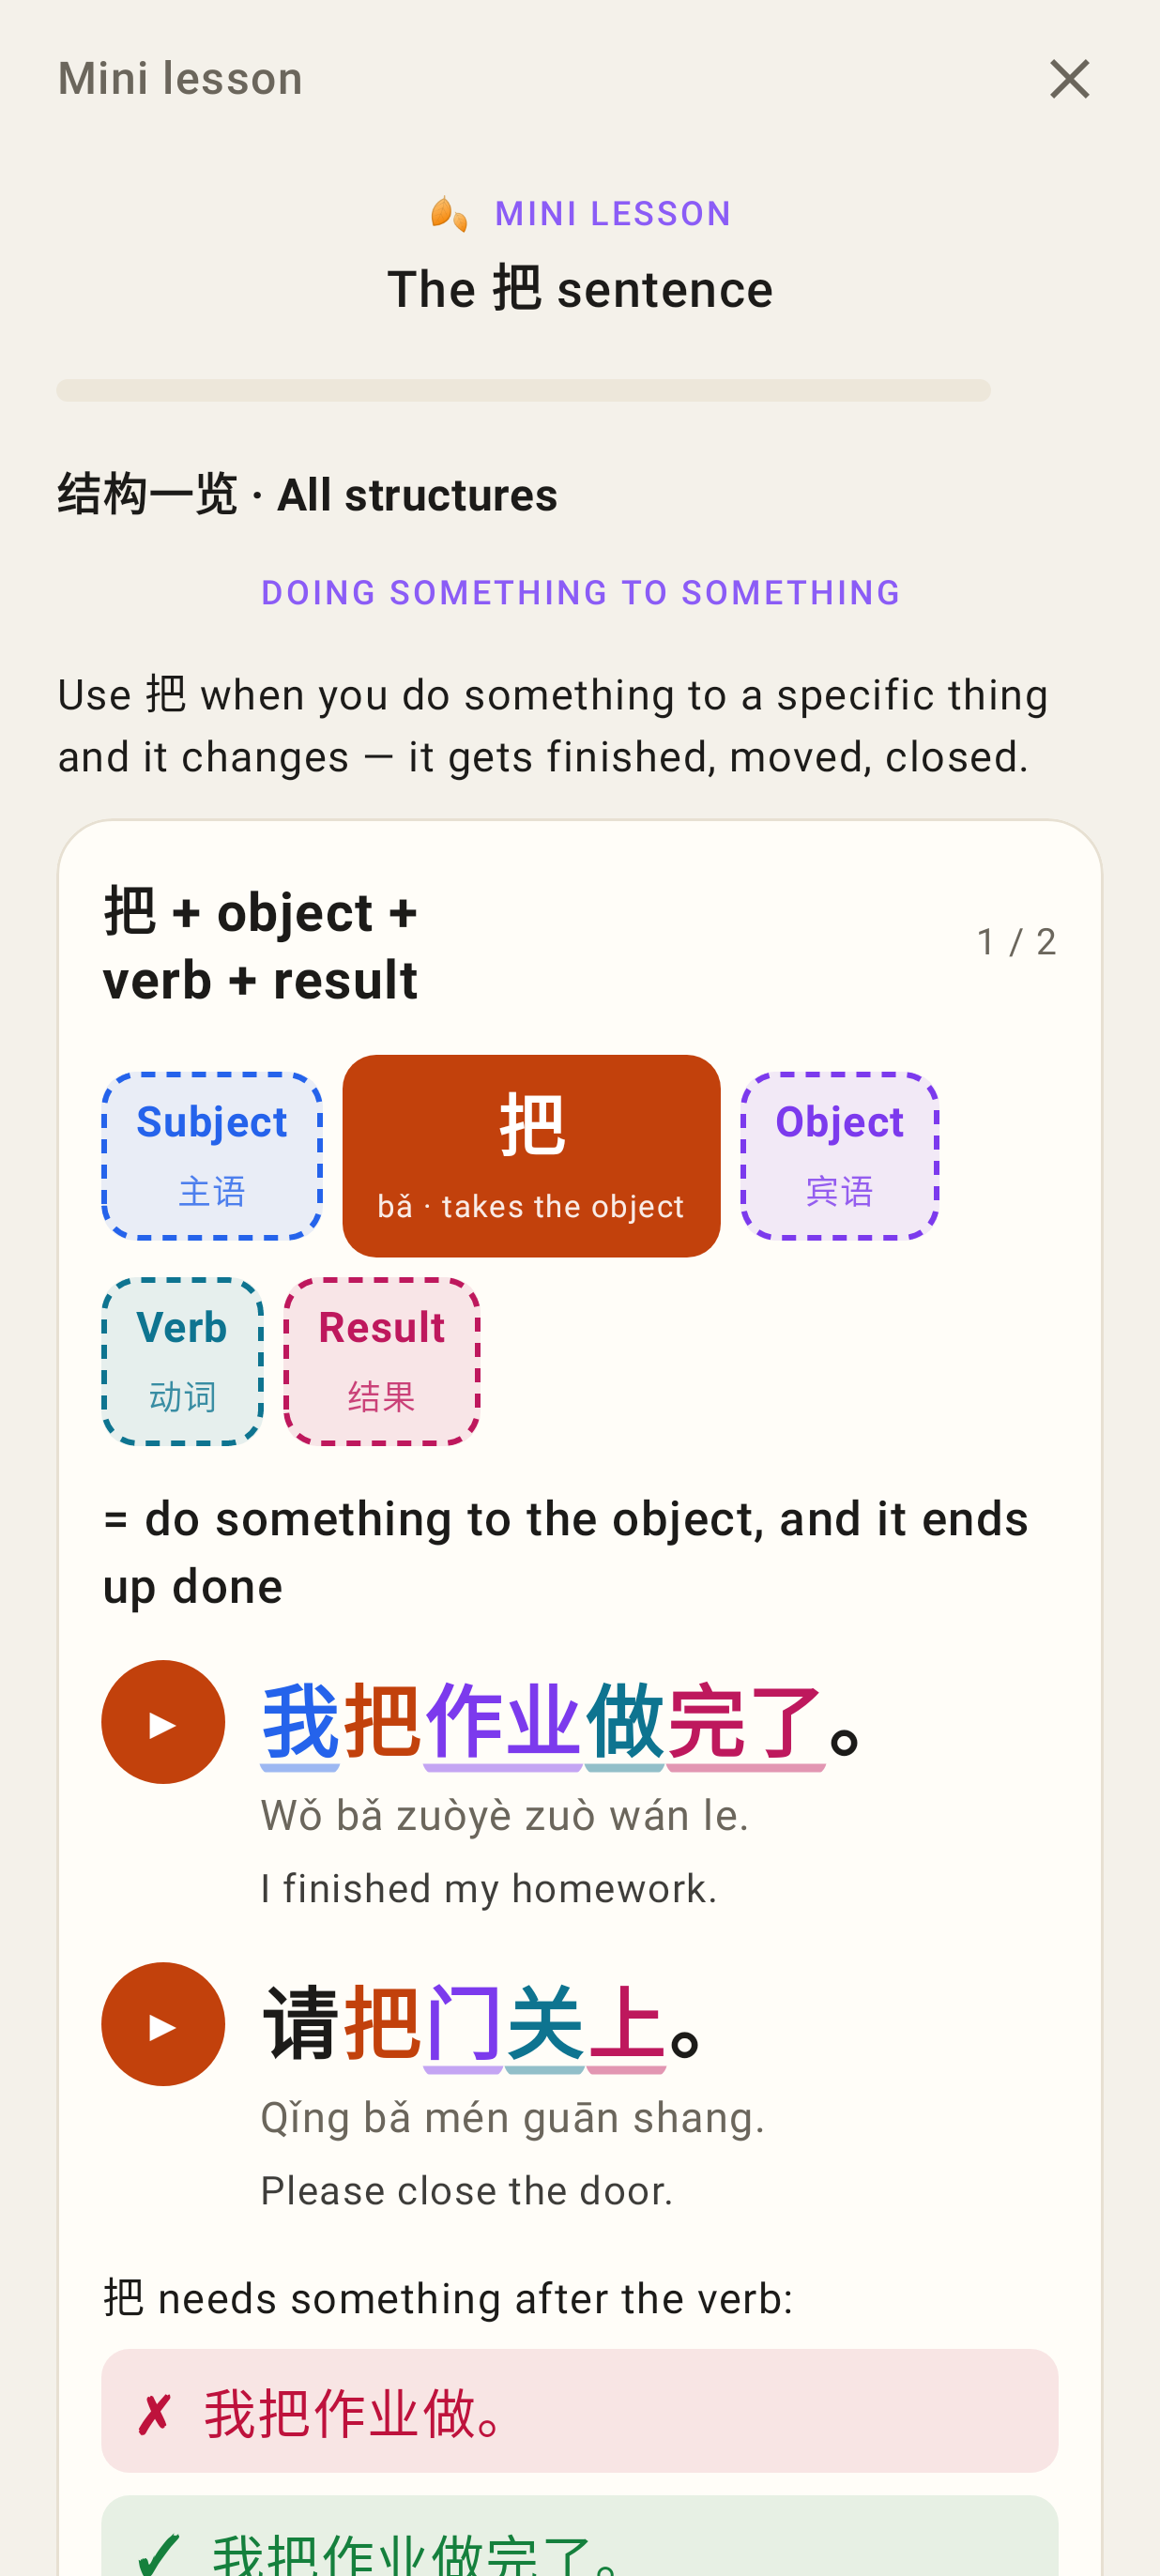 Mini lesson
MINI LESSON
The 把 sentence
结构一览 · All structures
DOING SOMETHING TO SOMETHING
Use 把 when you do something to a specific thing
and it changes — it gets finished, moved, closed.
把 + object +
verb + result
1 / 2
Subject
主语
把
bǎ · takes the object
Object
宾语
Verb
动词
Result
结果
= do something to the object, and it ends
up done
我把作业做完了。
Wǒ bǎ zuòyè zuò wán le.
I finished my homework.
请把门关上。
Qǐng bǎ mén guān shang.
Please close the door.
把 needs something after the verb:
✗ 我把作业做。
✓ 我把作业做完了。